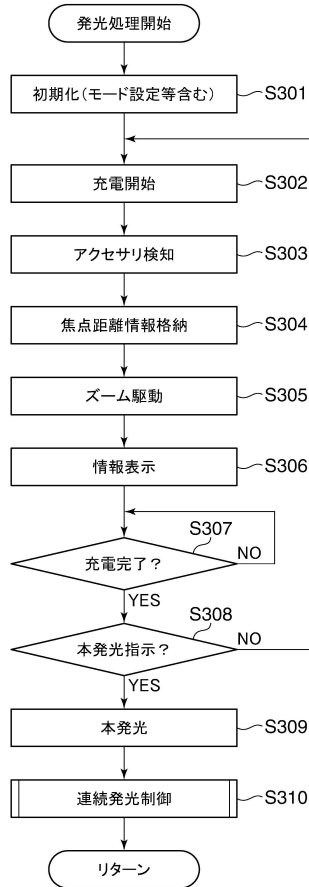 発光処理開始
初期化(モード設定等含む) S301
充電開始 S302
アクセサリ検知 S303
焦点距離情報格納 S304
ズーム駆動 S305
情報表示 S306
S307
充電完了? NO
YES
S308
本発光指示? NO
YES
本発光 S309
連続発光制御 S310
リターン